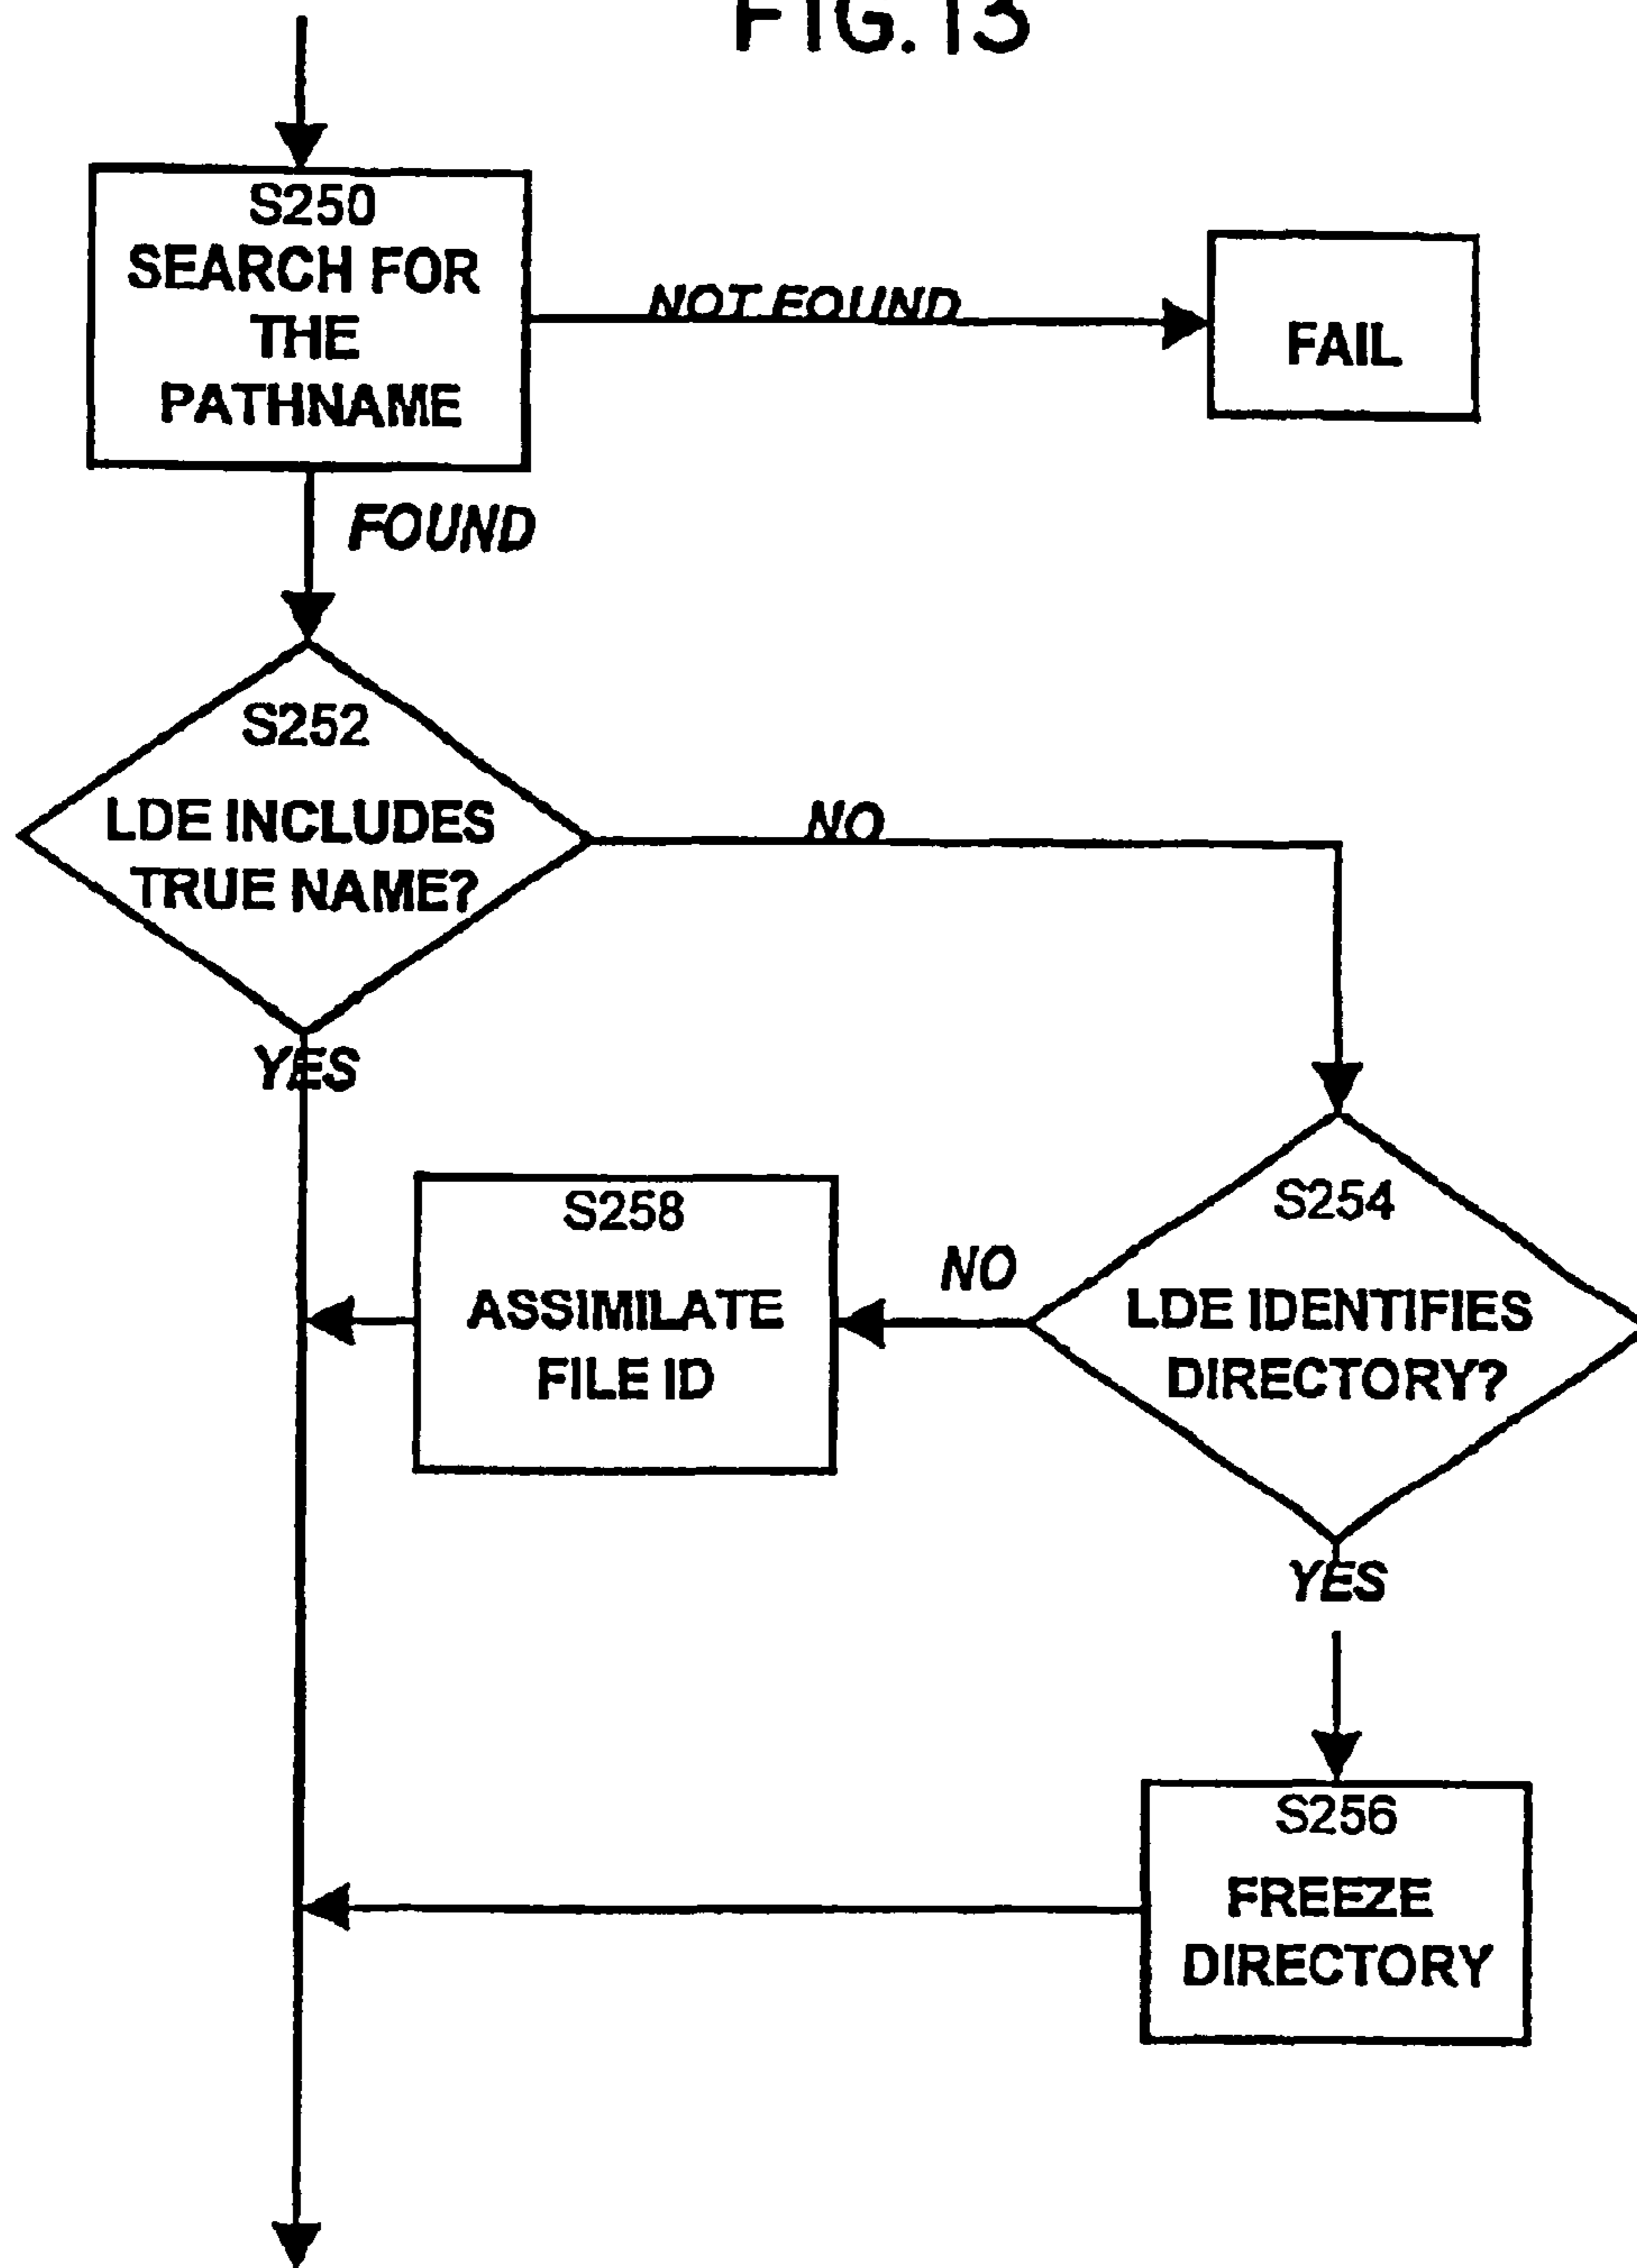 FIG.13
S250
SEARCH FOR
THE
PATHNAME
NOT FOUND
FAIL
FOUND
S252
LDE INCLUDES
TRUE NAME?
NO
YES
S254
LDE IDENTIFIES
DIRECTORY?
NO
S258
ASSIMILATE
FILE ID
YES
S256
FREEZE
DIRECTORY